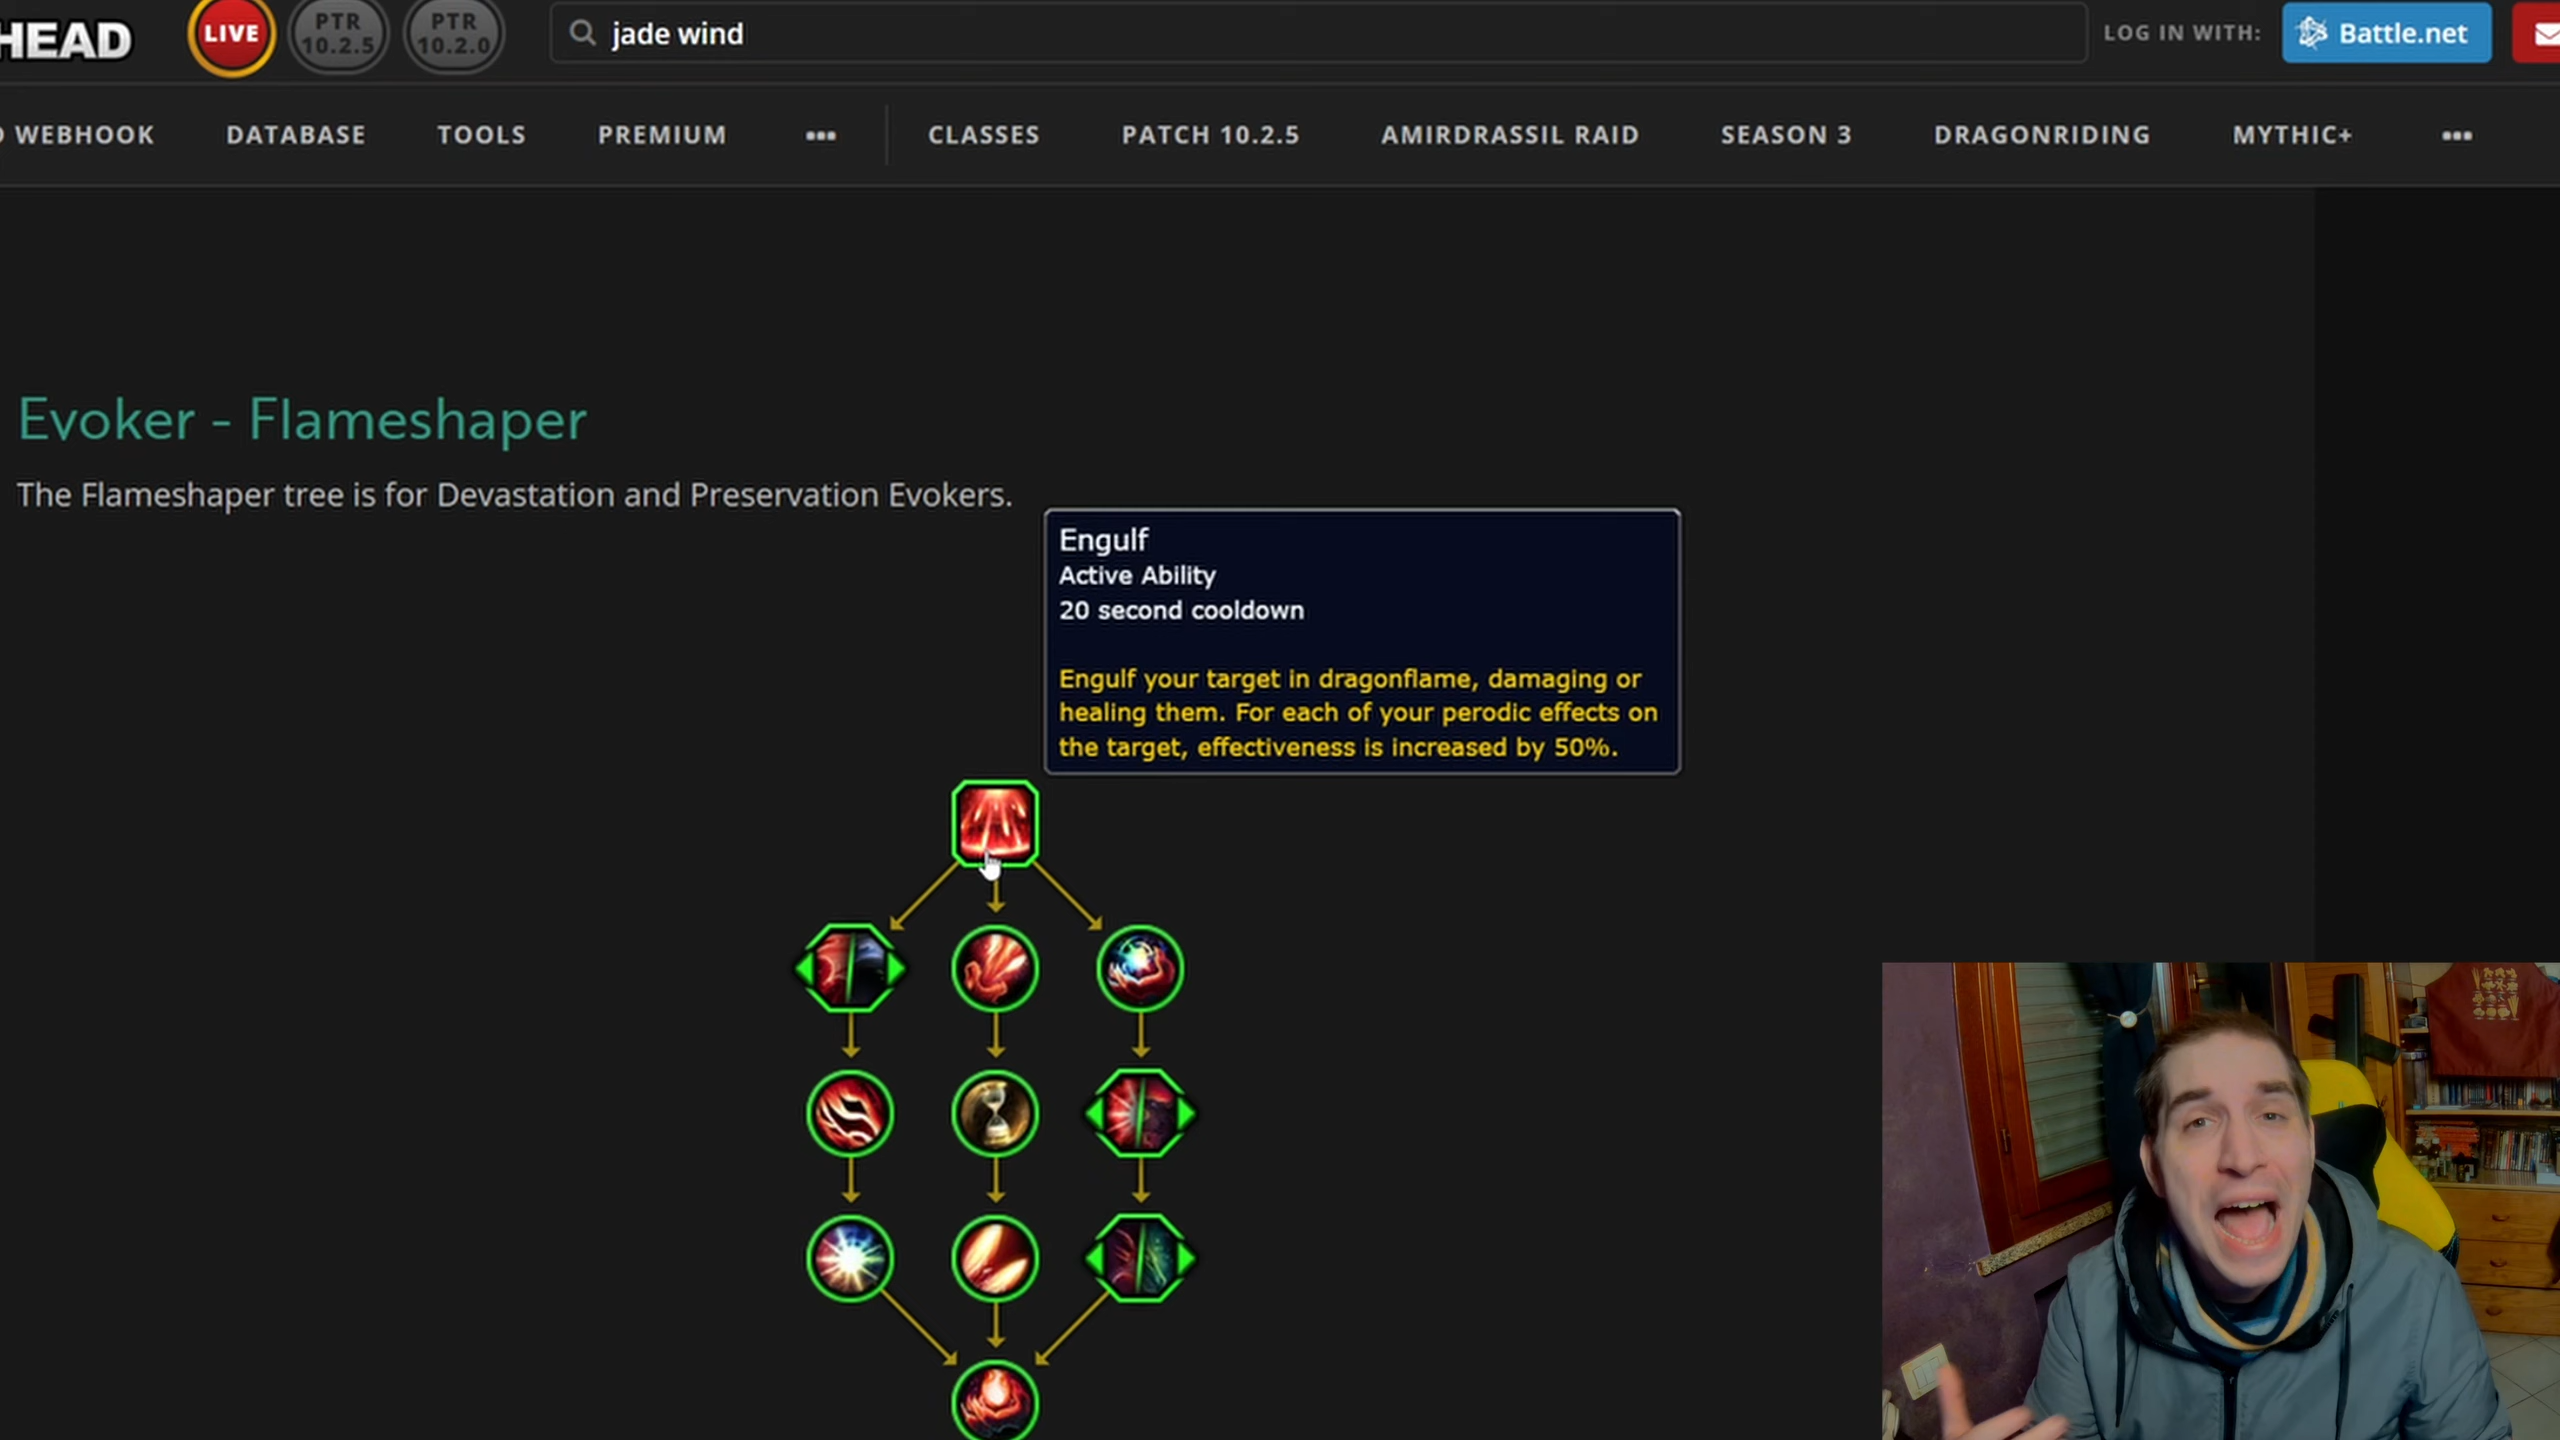 HEAD
LIVE
PTR
10.2.5
PTR
10.2.0
jade wind
LOG IN WITH:
Battle.net
WEBHOOK
DATABASE
TOOLS
PREMIUM
•••
CLASSES
PATCH 10.2.5
AMIRDRASSIL RAID
SEASON 3
DRAGONRIDING
MYTHIC+
•••
Evoker - Flameshaper
The Flameshaper tree is for Devastation and Preservation Evokers.
Engulf
Active Ability
20 second cooldown
Engulf your target in dragonflame, damaging or
healing them. For each of your perodic effects on
the target, effectiveness is increased by 50%.